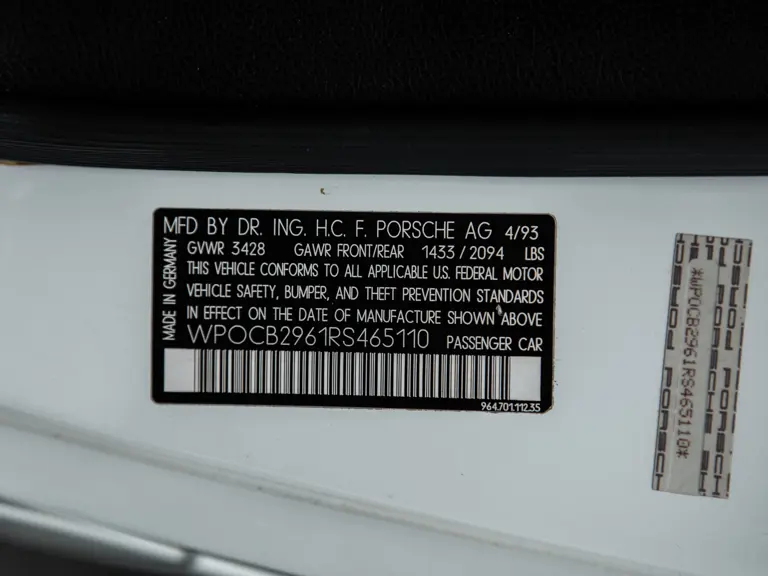 MFD BY DR. ING. H.C. F. PORSCHE AG 4/93
GVWR 3428 GAWR FRONT/REAR 1433 / 2094 LBS
THIS VEHICLE CONFORMS TO ALL APPLICABLE U.S. FEDERAL MOTOR
VEHICLE SAFETY, BUMPER, AND THEFT PREVENTION STANDARDS
IN EFFECT ON THE DATE OF MANUFACTURE SHOWN ABOVE
WPOCB2961RS465110 PASSENGER CAR
964.701.112.35
MADE IN GERMANY
*WPOCB2961RS465110*
PORSCHE
PORSCHE